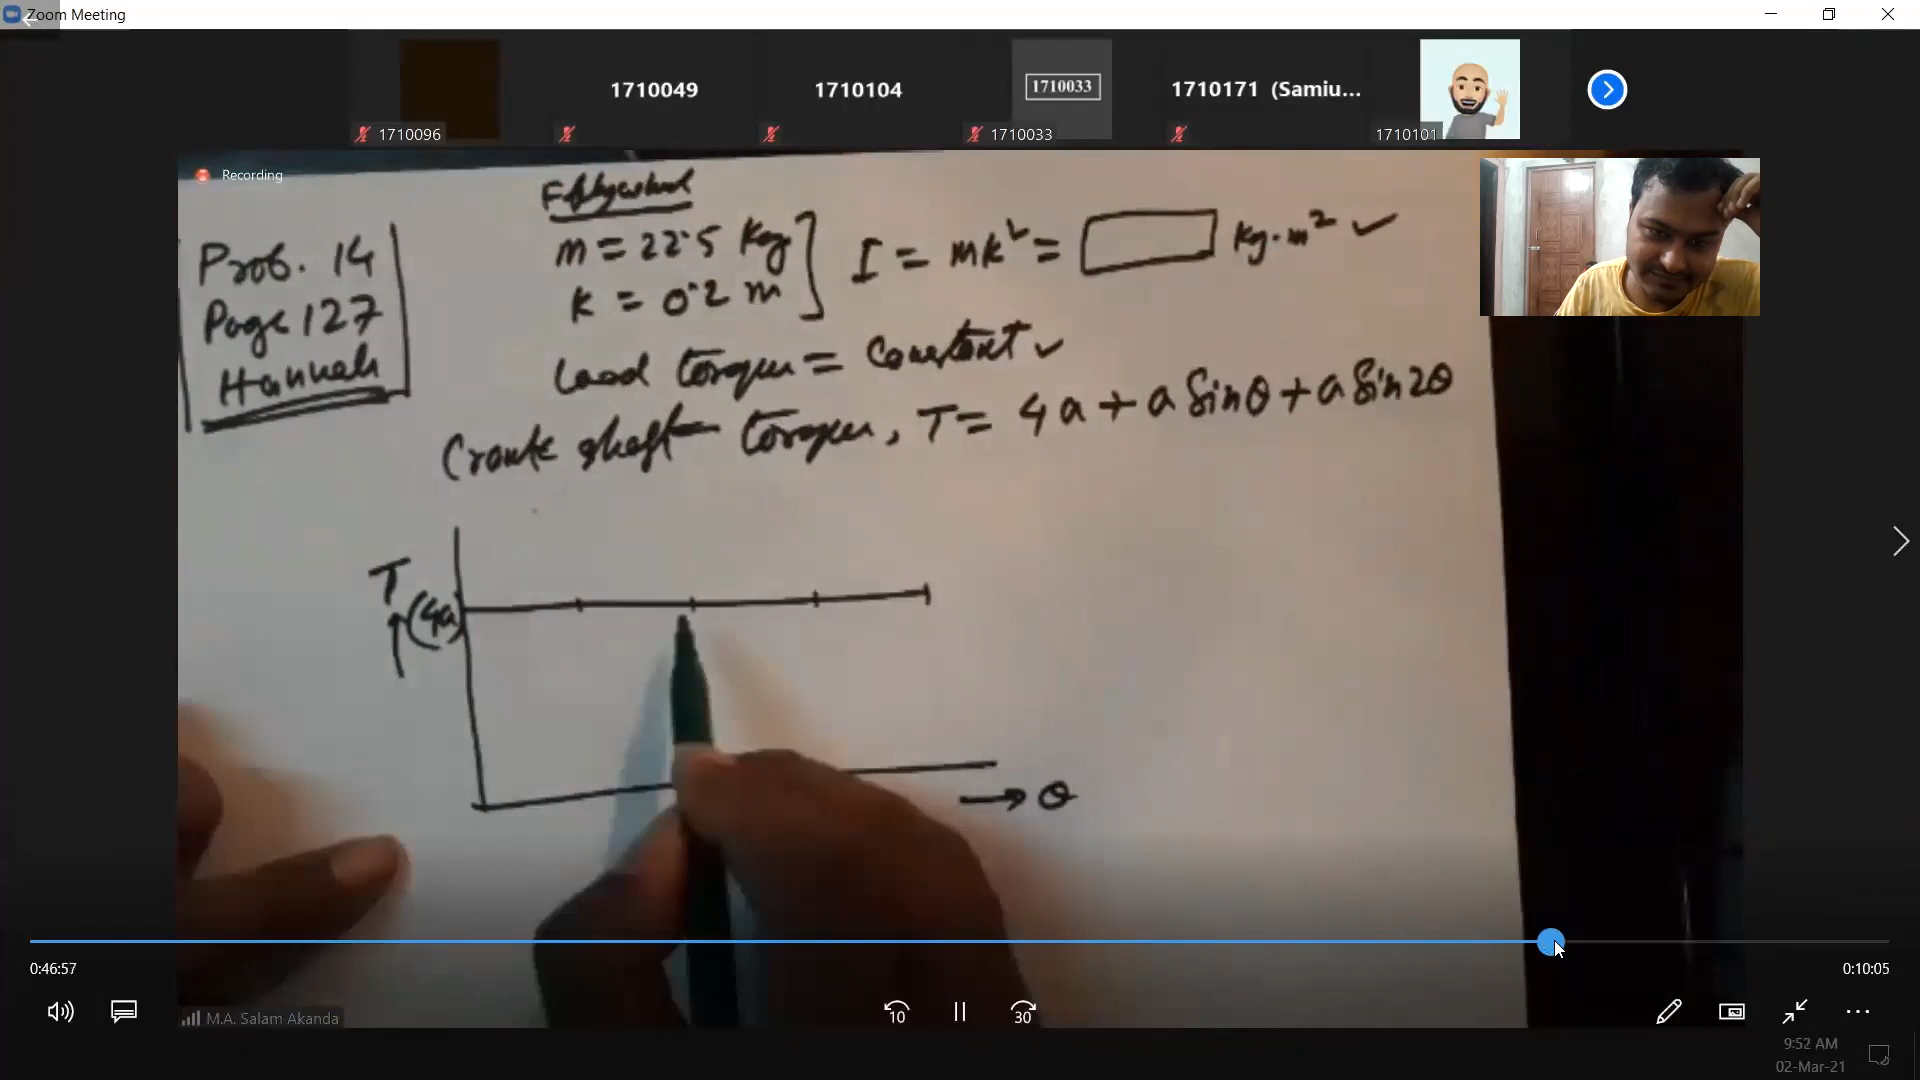 Zoom Meeting
1710049
1710104
1710033
1710171 (Samiu...
1710096
1710033
1710101
Recording
Prob. 14
Page 127
Hannah
m = 22.5 Kg
k = 0.2 m
I = mk² = kg.m² ✓
Load torque = Constant ✓
Crank shaft torque, T = 4a + a Sinθ + a Sin2θ
T
(4a)
→ θ
0:46:57
0:10:05
10
30
M.A. Salam Akanda
9:52 AM
02-Mar-21